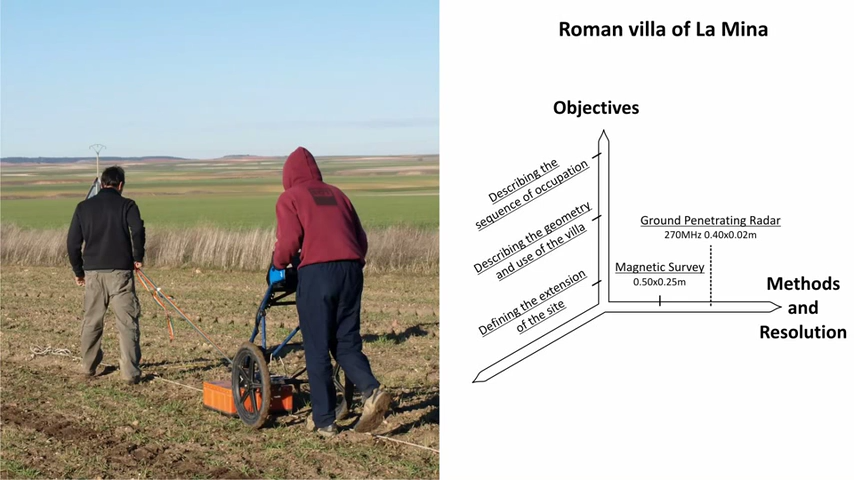 Roman villa of La Mina
Objectives
Describing the
sequence of occupation
Describing the geometry
and use of the villa
Defining the extension
of the site
Ground Penetrating Radar
270MHz 0.40x0.02m
Magnetic Survey
0.50x0.25m
Methods
and
Resolution